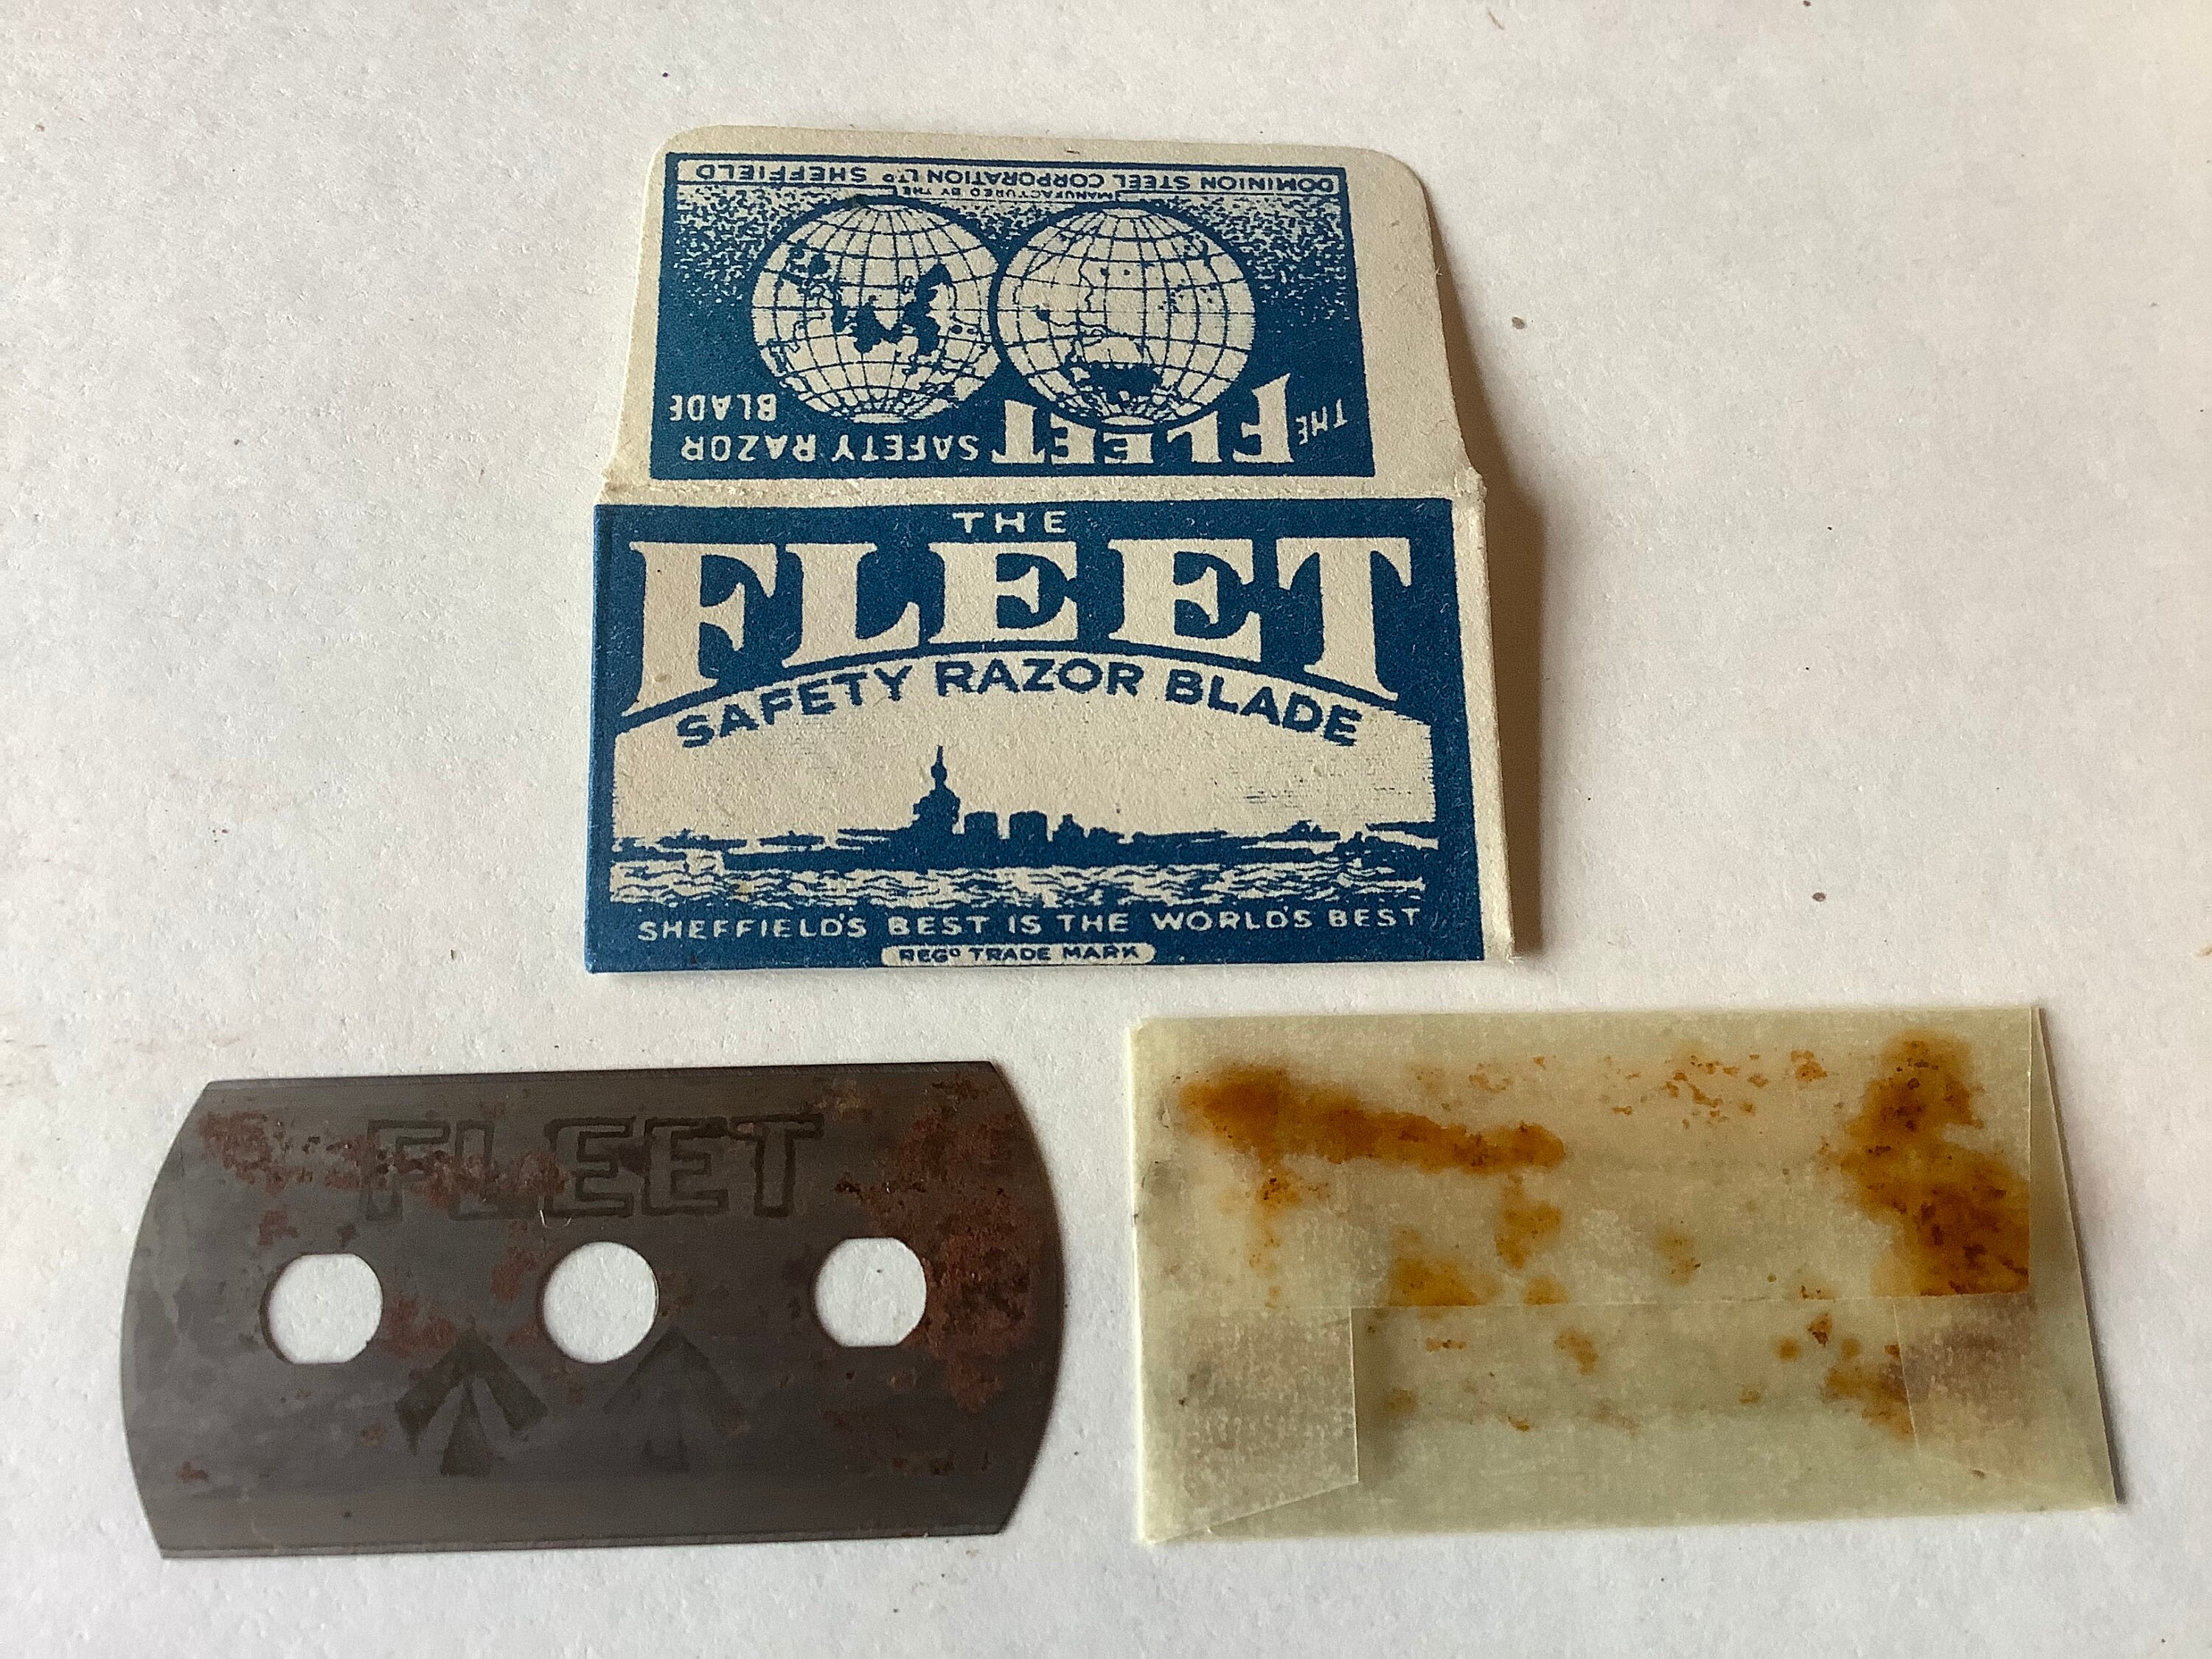 DOMINION STEEL CORPORATION LTD SHEFFIELD
MANUFACTURED BY THE
THE FLEET SAFETY RAZOR
BLADE
THE
FLEET
SAFETY RAZOR BLADE
SHEFFIELD'S BEST IS THE WORLD'S BEST
REGD TRADE MARK
FLEET